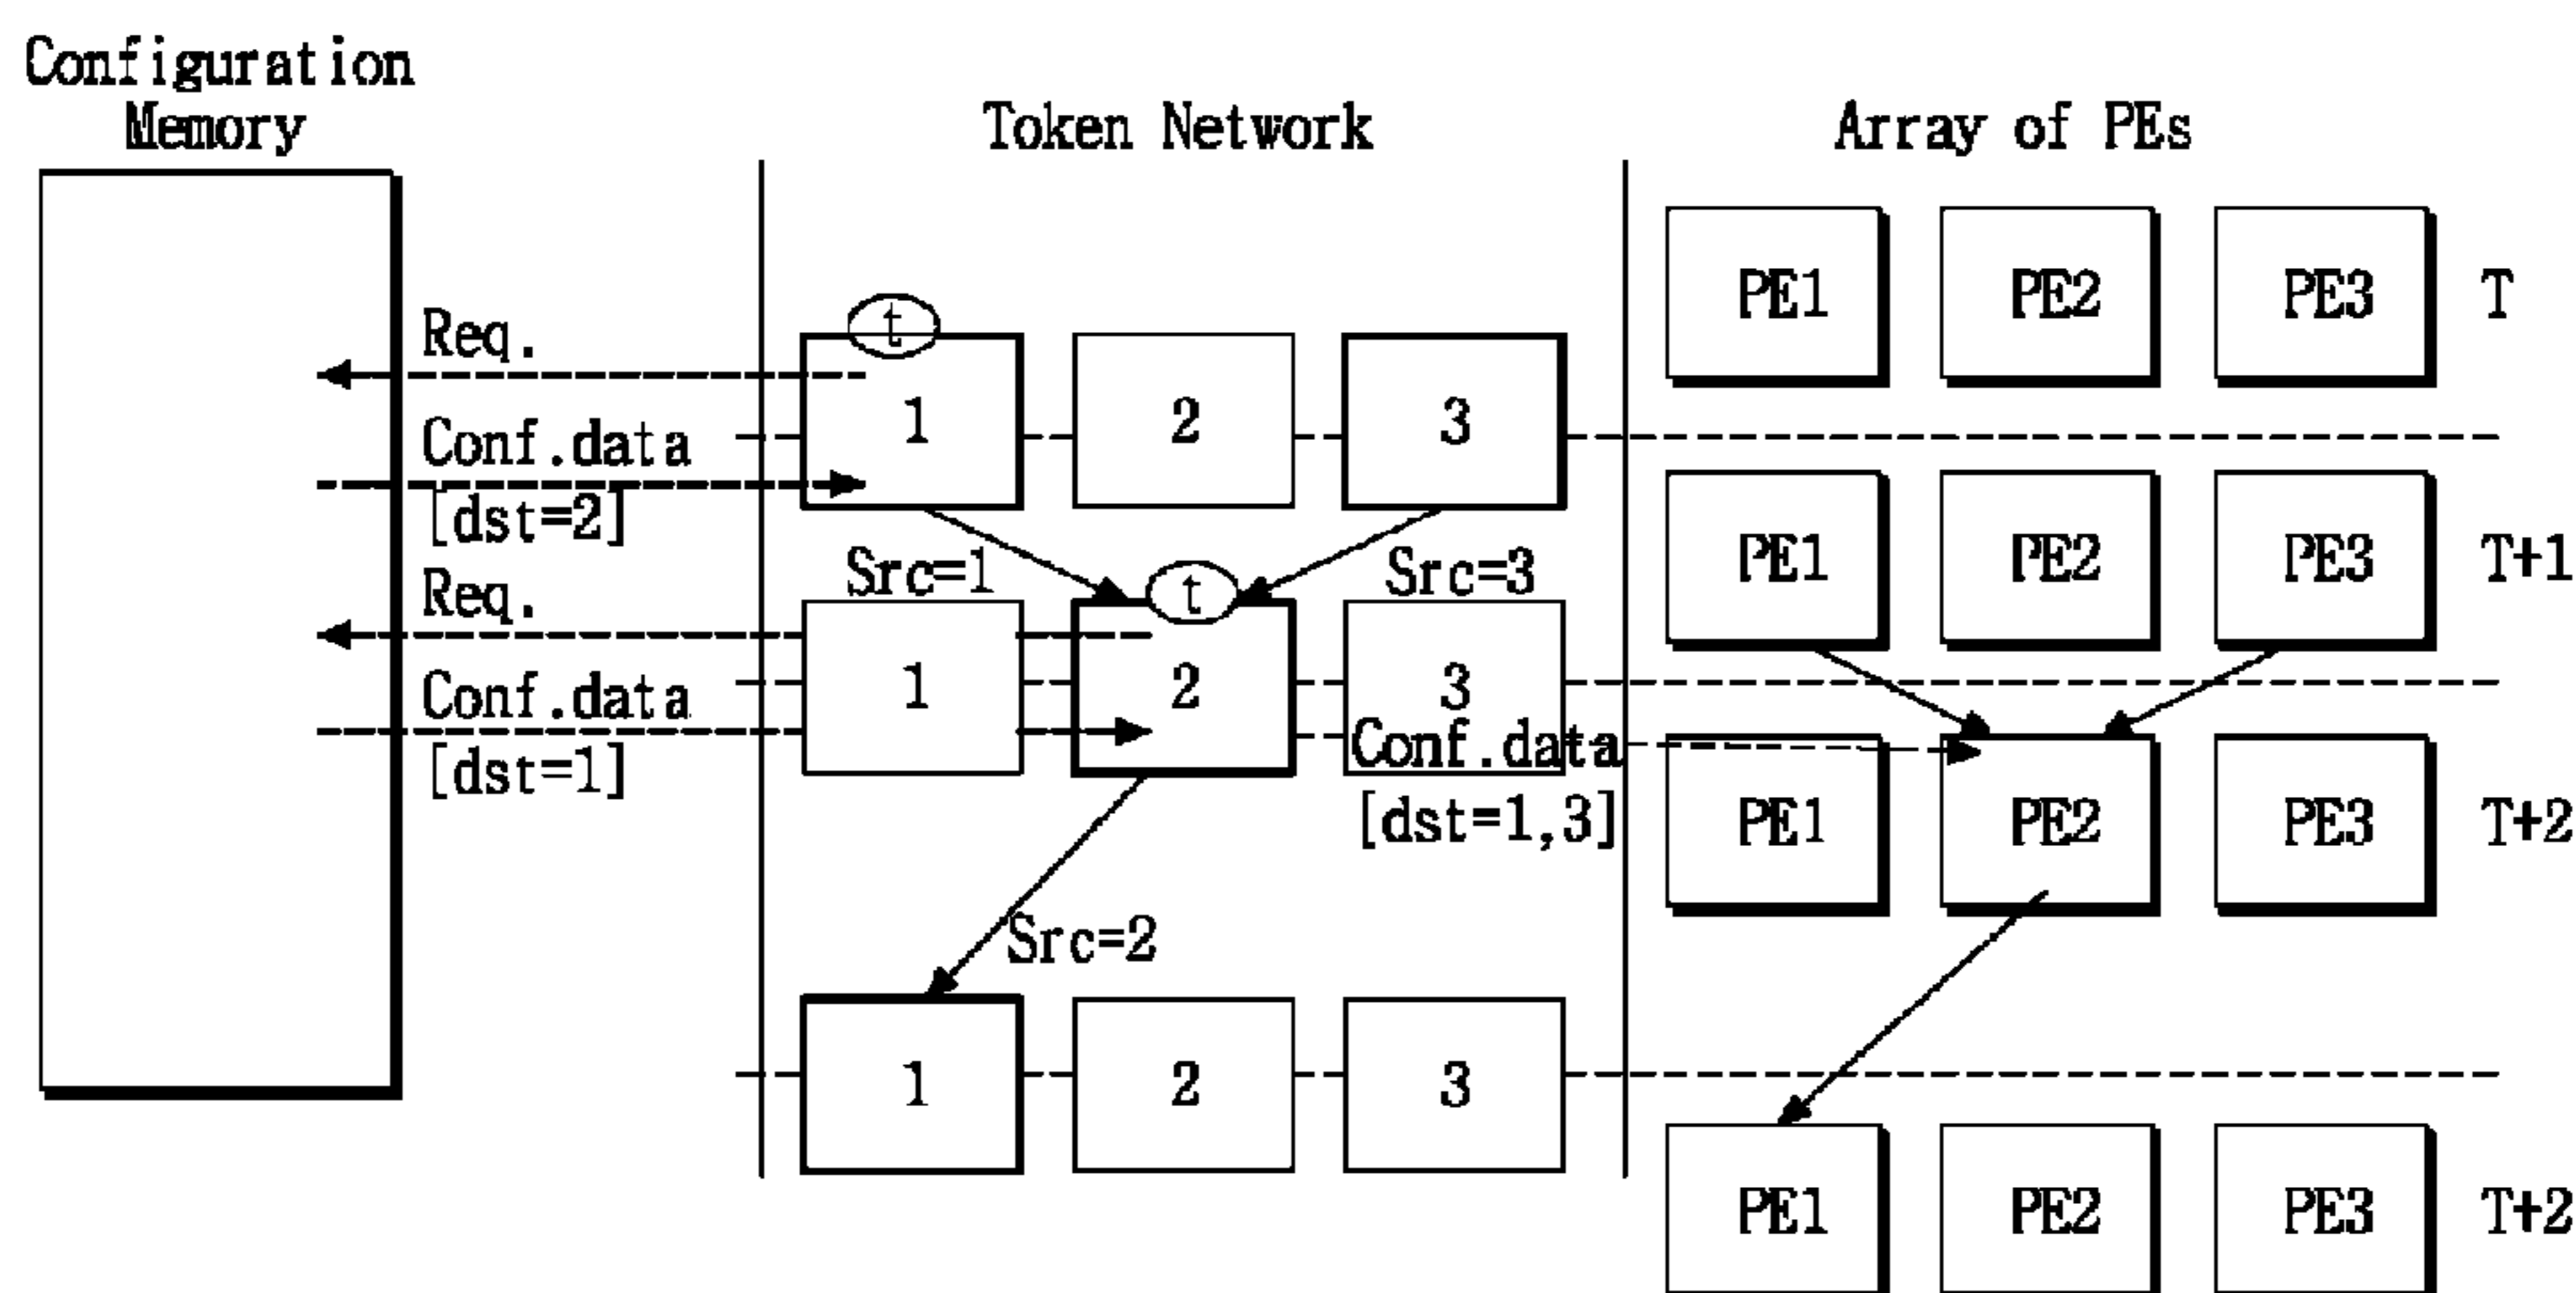 Configuration
Memory
Token Network
Array of PEs
PE1 PE2 PE3 T
t
Req.
1 2 3
Conf.data
[dst=2]
Src=1 Src=3
PE1 PE2 PE3 T+1
t
Req.
1 2 3
Conf.data
[dst=1]
Conf.data
[dst=1,3]
PE1 PE2 PE3 T+2
Src=2
1 2 3
PE1 PE2 PE3 T+2